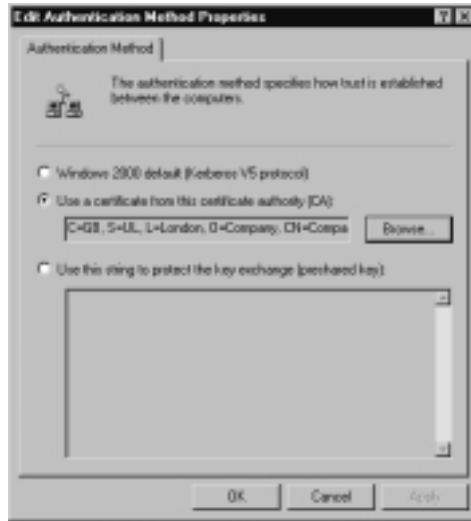 Edit Authentication Method Properties
Authentication Method
The authentication method specifies how trust is established
between the computers.
Windows 2000 default (Kerberos V5 protocol)
Use a certificate from this certificate authority (CA):
C=GB, S=UL, L=London, O=Company, CN=Compa
Browse...
Use this string to protect the key exchange (preshared key):
OK
Cancel
Apply